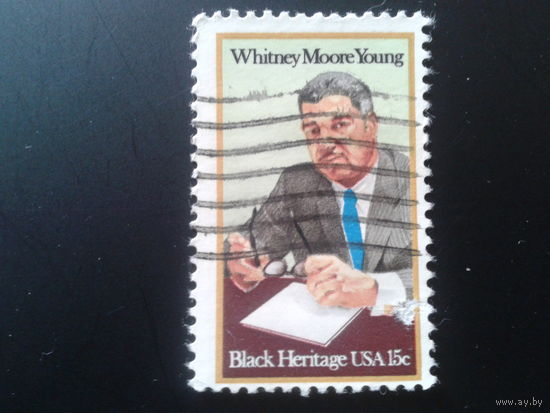 Whitney Moore Young
Black Heritage USA 15c
www.ay.by